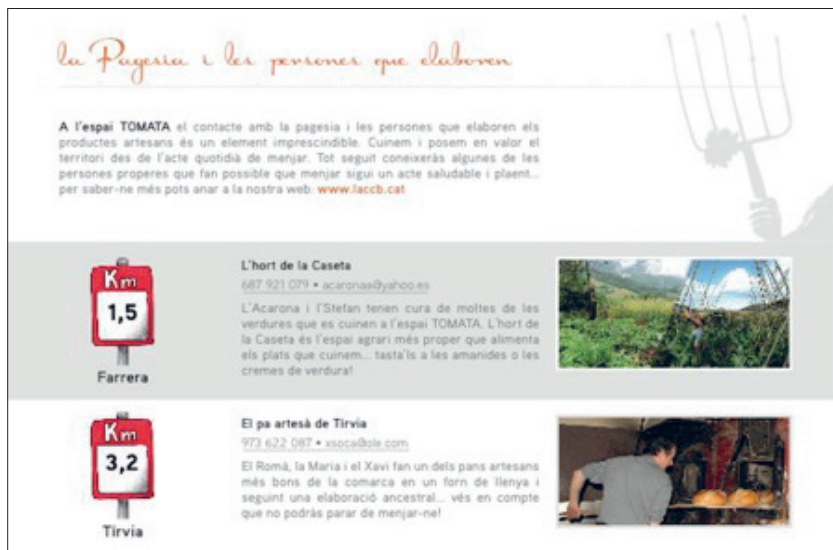 la Pagesia i les persones que elaboren
A l'espai TOMATA el contacte amb la pagesia i les persones que elaboren els
productes artesans és un element imprescindible. Cuinem i posem en valor el
territori des de l'acte quotidià de menjar. Tot seguit coneixeràs algunes de les
persones properes que fan possible que menjar sigui un acte saludable i plaent...
per saber-ne més pots anar a la nostra web: www.laccb.cat
Km
1,5
Farrera
L'hort de la Caseta
687 921 079 • acaronaa@yahoo.es
L'Acarona i l'Stefan tenen cura de moltes de les
verdures que es cuinen a l'espai TOMATA. L'hort de
la Caseta és l'espai agrari més proper que alimenta
els plats que cuinem... tasta'ls a les amanides o les
cremes de verdura!
Km
3,2
Tírvia
El pa artesà de Tírvia
973 622 087 • xsoca@ole.com
El Romà, la Maria i el Xavi fan un dels pans artesans
més bons de la comarca en un forn de llenya i
seguint una elaboració ancestral... vés en compte
que no podràs parar de menjar-ne!